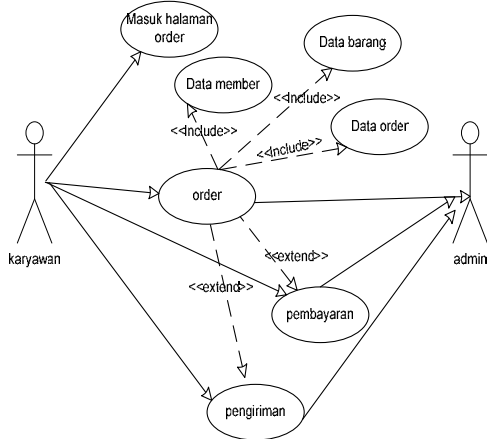 Masuk halaman
order
Data barang
Data member
<<Include>>
<<Include>>
Data order
<<Include>>
order
karyawan
admin
<<extend>>
<<extend>>
pembayaran
pengiriman